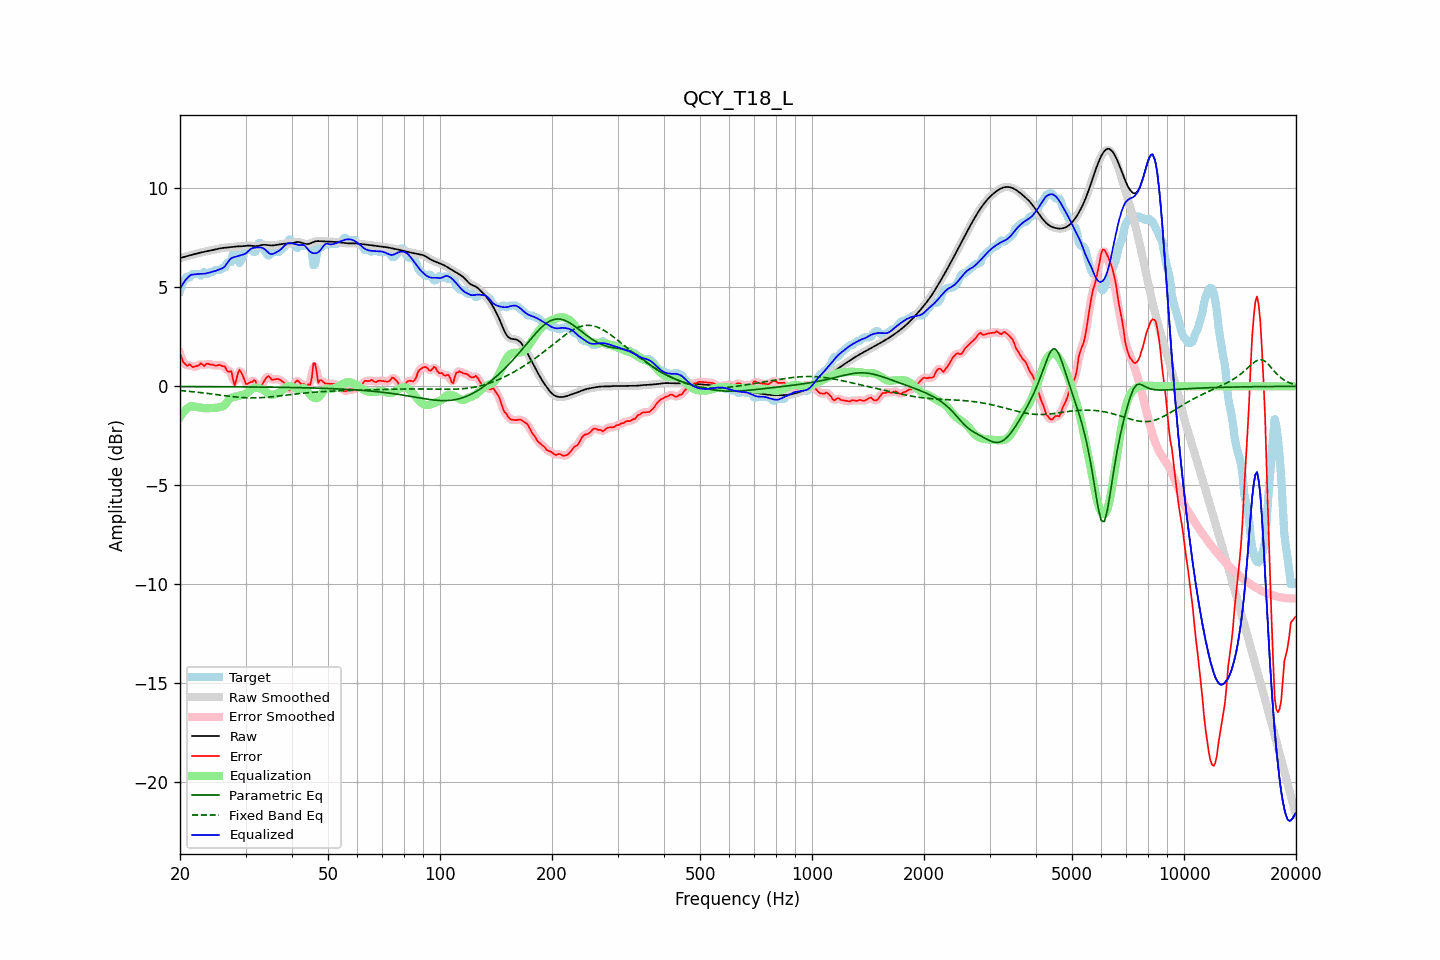 QCY_T18_L
Amplitude (dBr)
10
5
0
−5
−10
−15
−20
Target
Raw Smoothed
Error Smoothed
Raw
Error
Equalization
Parametric Eq
Fixed Band Eq
Equalized
20 50 100 200 500 1000 2000 5000 10000 20000
Frequency (Hz)